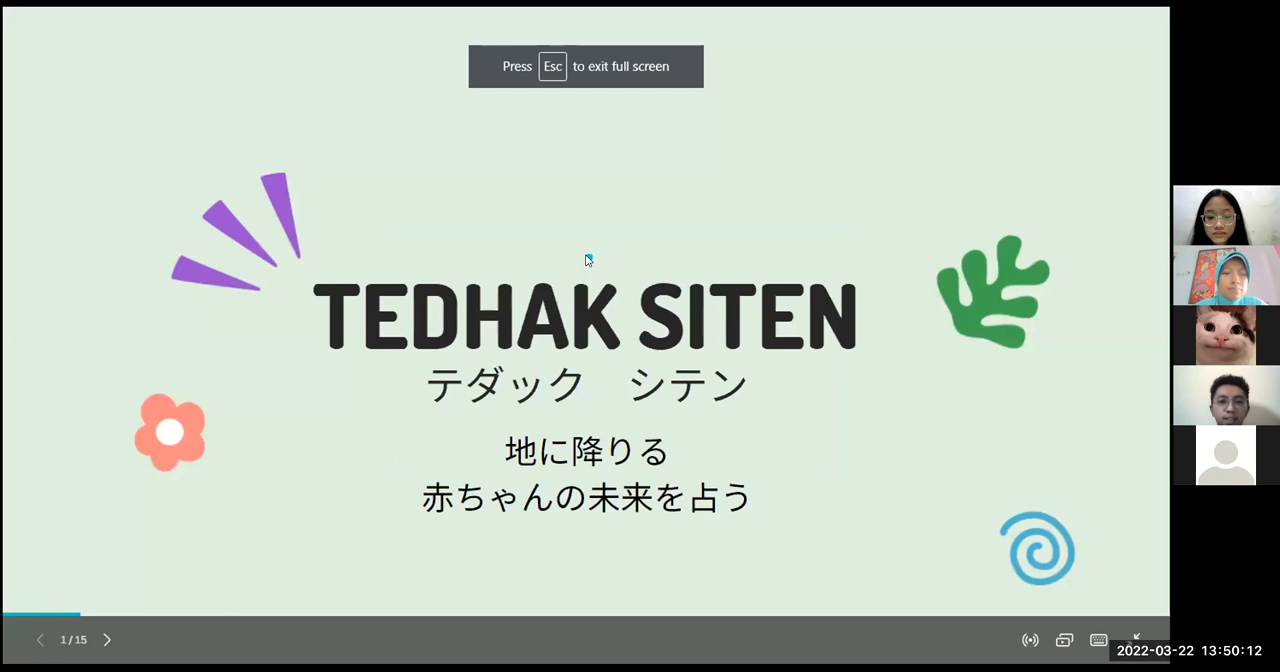 Press Esc to exit full screen
TEDHAK SITEN
テダック　シテン
地に降りる
赤ちゃんの未来を占う
1 / 15
2022-03-22 13:50:12